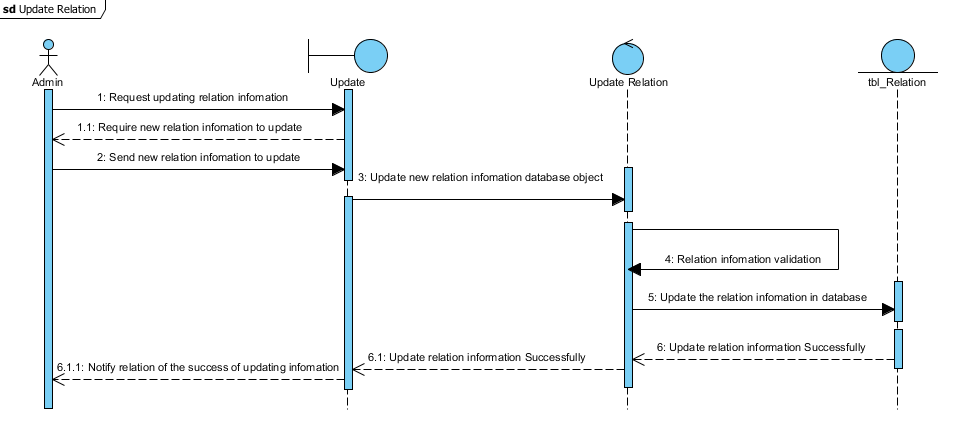 sd Update Relation
Admin
Update
Update Relation
tbl_Relation
1: Request updating relation infomation
1.1: Require new relation infomation to update
2: Send new relation infomation to update
3: Update new relation infomation database object
4: Relation infomation validation
5: Update the relation infomation in database
6: Update relation information Successfully
6.1: Update relation information Successfully
6.1.1: Notify relation of the success of updating infomation